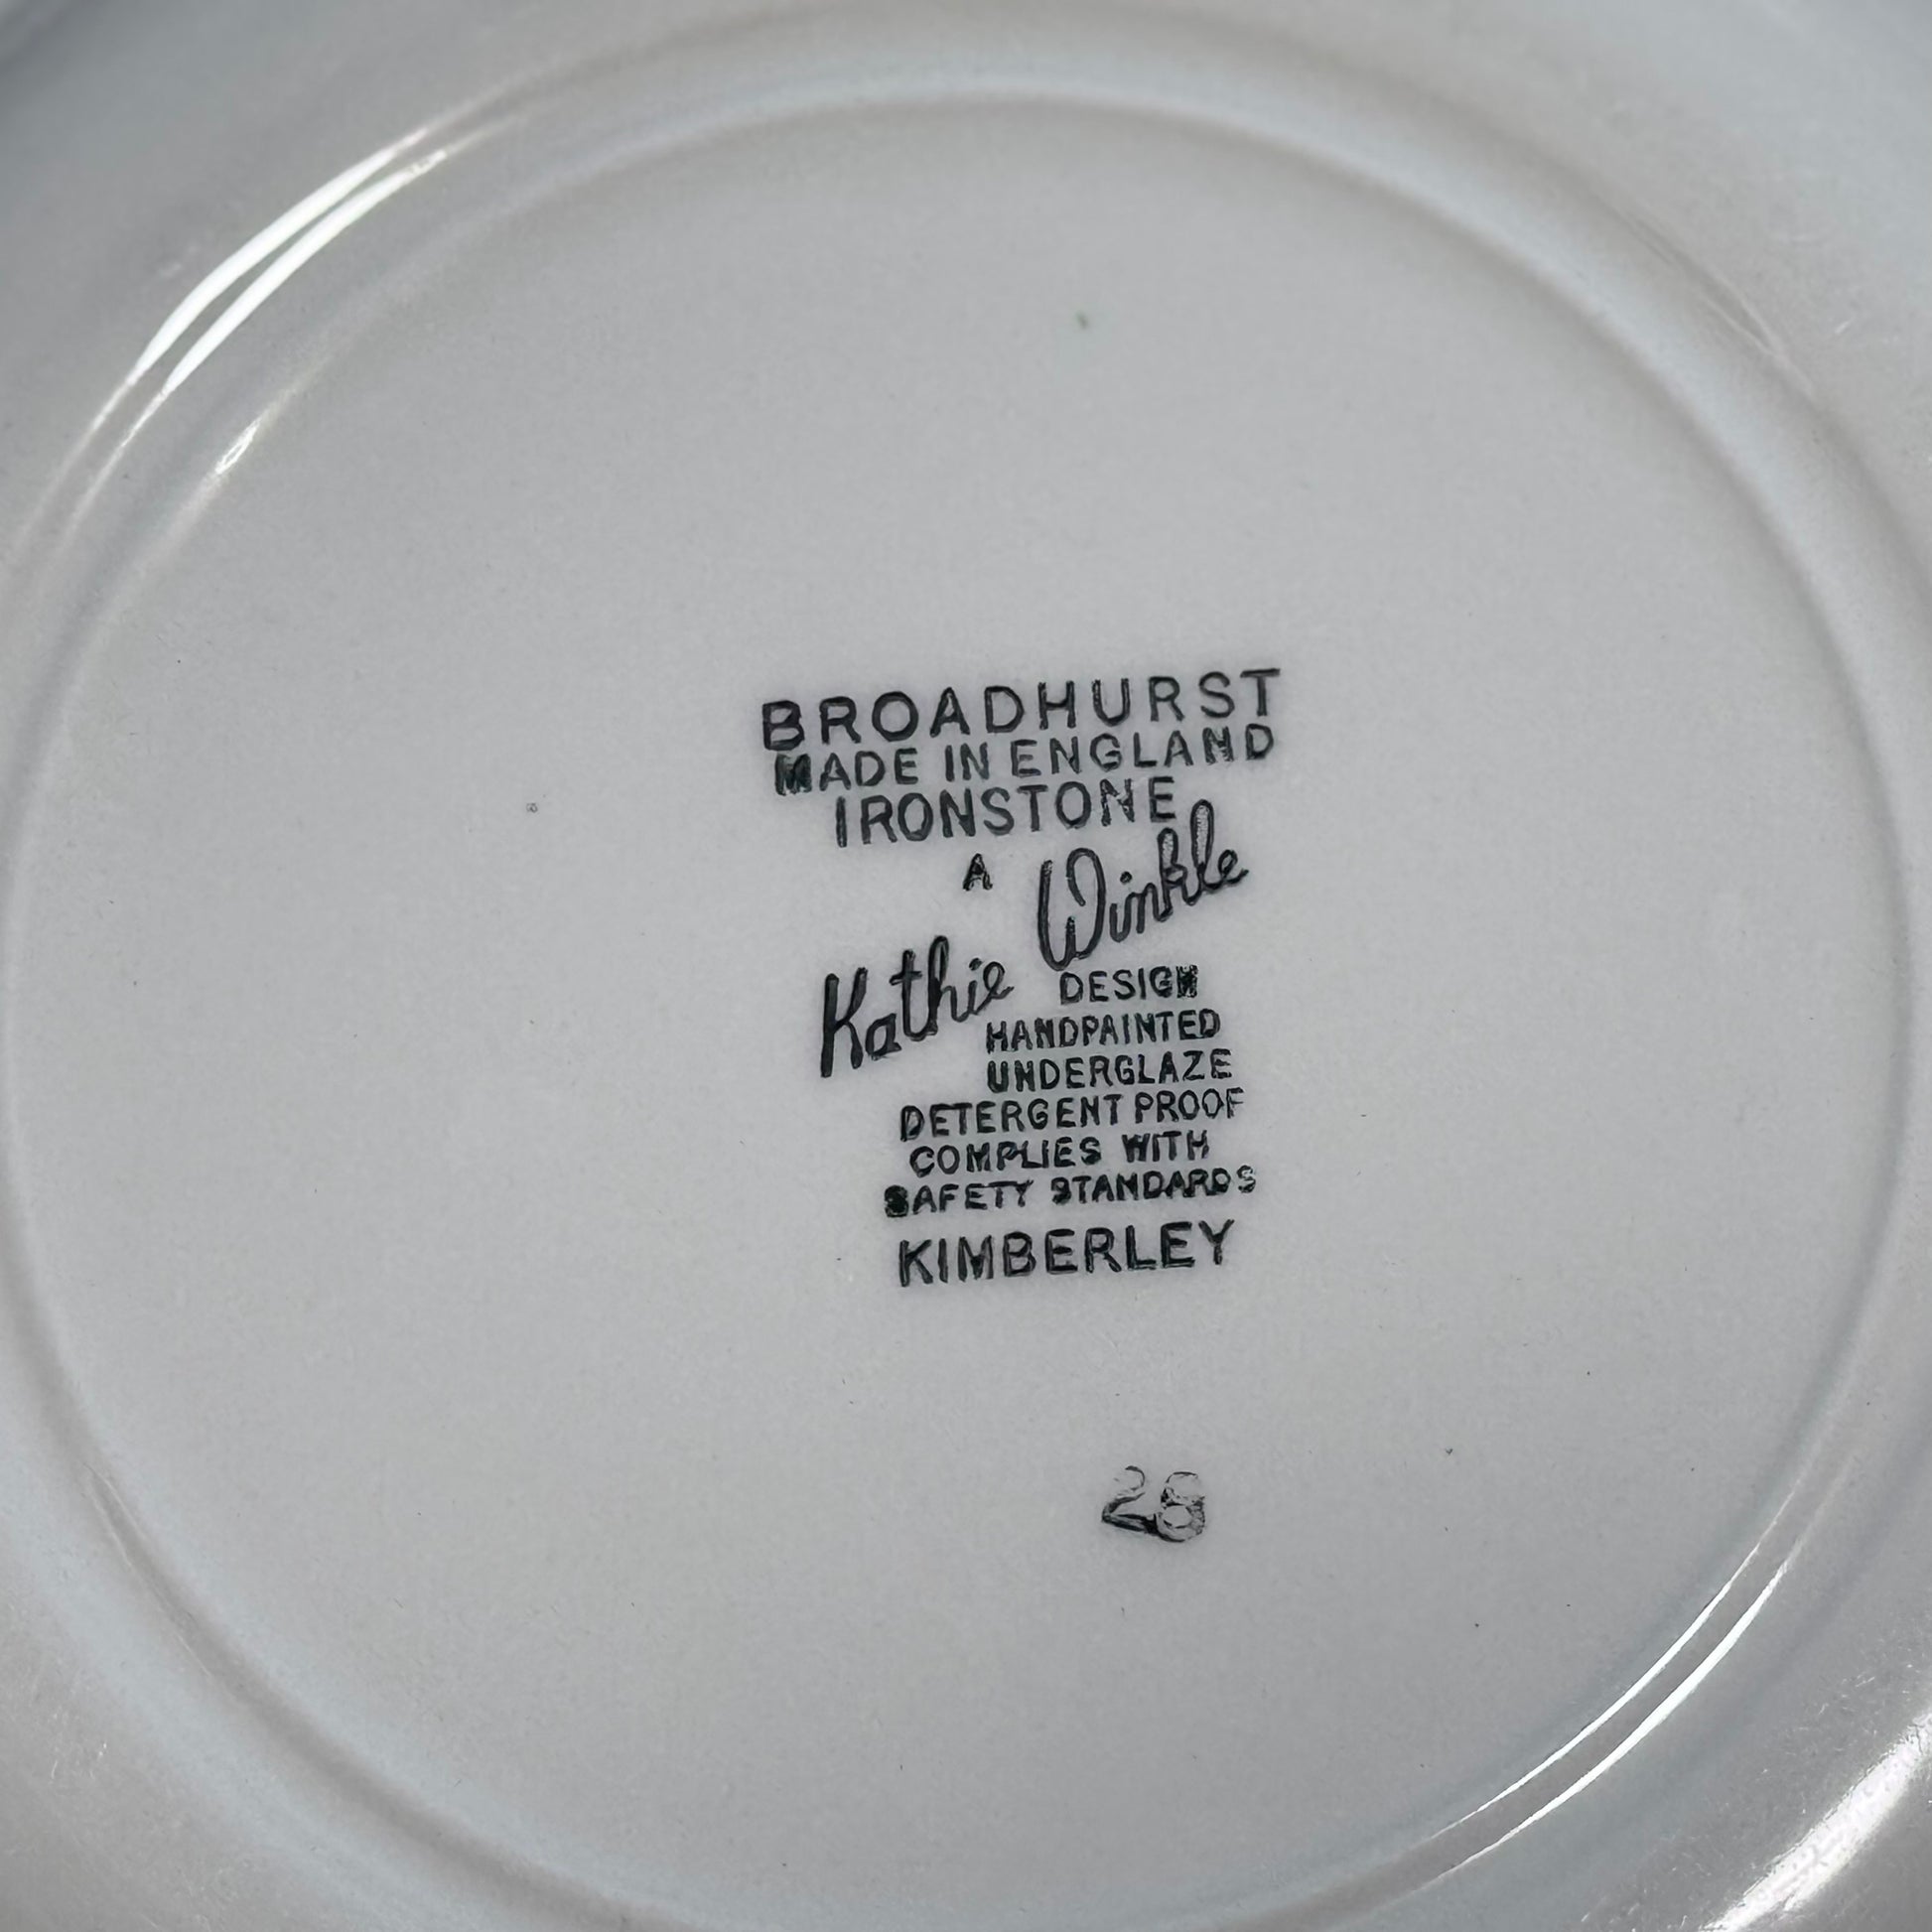 BROADHURST
MADE IN ENGLAND
IRONSTONE
A
Kathie Winkle
DESIGN
HANDPAINTED
UNDERGLAZE
DETERGENT PROOF
COMPLIES WITH
SAFETY STANDARDS
KIMBERLEY
28